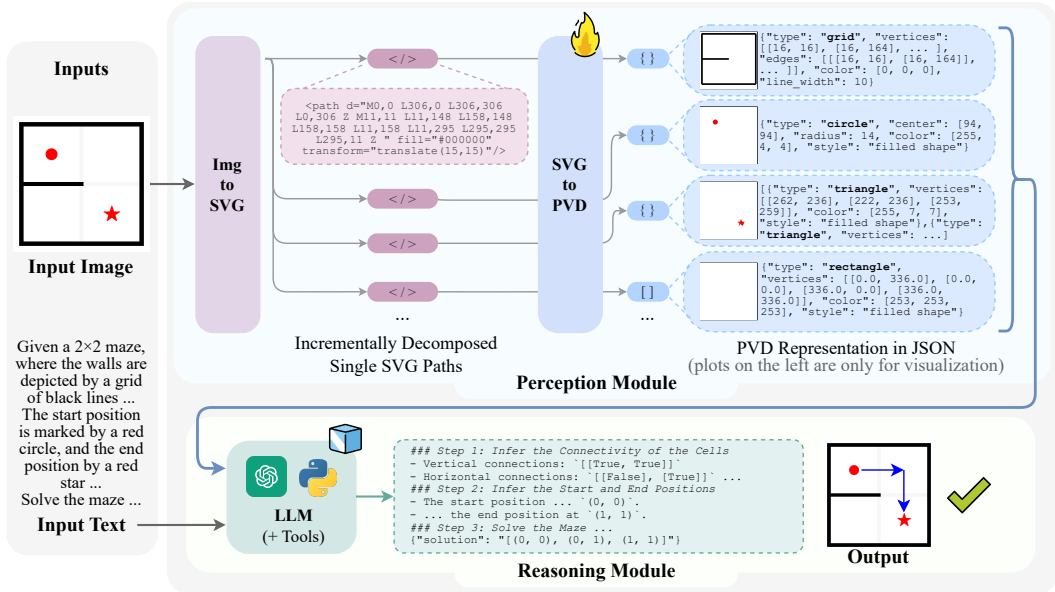 Inputs
Input Image
Given a 2×2 maze,
where the walls are
depicted by a grid
of black lines ...
The start position
is marked by a red
circle, and the end
position by a red
star ...
Solve the maze ...
Input Text
Img
to
SVG
</>
<path d="M0,0 L306,0 L306,306
L0,306 Z M11,11 L11,148 L158,148
L158,158 L11,158 L11,295 L295,295
L295,11 Z " fill="#000000"
transform="translate(15,15)"/>
</>
</>
</>
...
Incrementally Decomposed
Single SVG Paths
SVG
to
PVD
{}
{}
{}
[]
...
{"type": "grid", "vertices":
[[16, 16], [16, 164], ... ],
"edges": [[[16, 16], [16, 164]],
... ]], "color": [0, 0, 0],
"line_width": 10}
{"type": "circle", "center": [94,
94], "radius": 14, "color": [255,
4, 4], "style": "filled shape"}
[{"type": "triangle", "vertices":
[[262, 236], [222, 236], [253,
259]], "color": [255, 7, 7],
"style": "filled shape"},{"type":
"triangle", "vertices": ...]
{"type": "rectangle",
"vertices": [[0.0, 336.0], [0.0,
0.0], [336.0, 0.0], [336.0,
336.0]], "color": [253, 253,
253], "style": "filled shape"}
PVD Representation in JSON
(plots on the left are only for visualization)
Perception Module
LLM
(+ Tools)
### Step 1: Infer the Connectivity of the Cells
- Vertical connections: `[[True, True]]`
- Horizontal connections: `[[False], [True]]` ...
### Step 2: Infer the Start and End Positions
- The start position ... `(0, 0)`.
- ... the end position at `(1, 1)`.
### Step 3: Solve the Maze ...
{"solution": "[(0, 0), (0, 1), (1, 1)]"}
Output
Reasoning Module